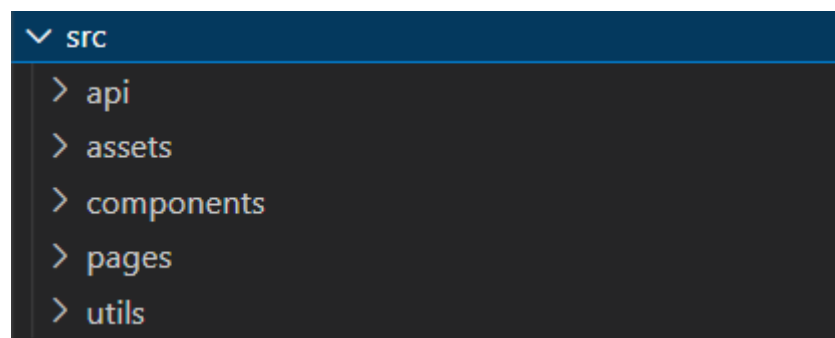 src
api
assets
components
pages
utils